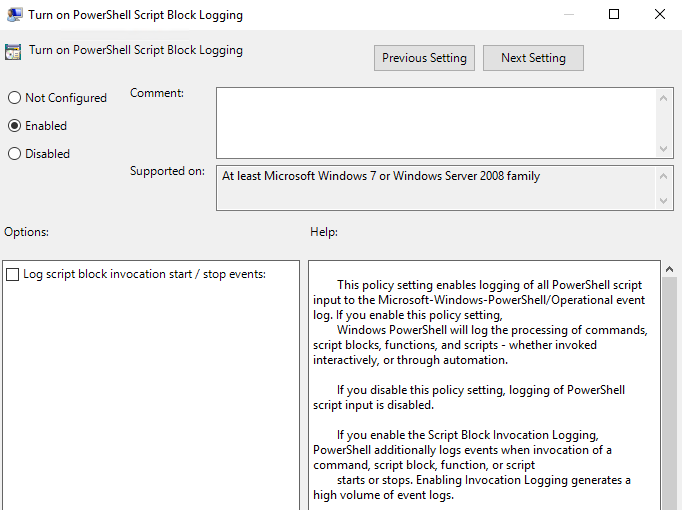 Turn on PowerShell Script Block Logging
Turn on PowerShell Script Block Logging
Previous Setting
Next Setting
Not Configured
Comment:
Enabled
Disabled
Supported on:
At least Microsoft Windows 7 or Windows Server 2008 family
Options:
Help:
Log script block invocation start / stop events:
This policy setting enables logging of all PowerShell script
input to the Microsoft-Windows-PowerShell/Operational event
log. If you enable this policy setting,
Windows PowerShell will log the processing of commands,
script blocks, functions, and scripts - whether invoked
interactively, or through automation.
If you disable this policy setting, logging of PowerShell
script input is disabled.
If you enable the Script Block Invocation Logging,
PowerShell additionally logs events when invocation of a
command, script block, function, or script
starts or stops. Enabling Invocation Logging generates a
high volume of event logs.